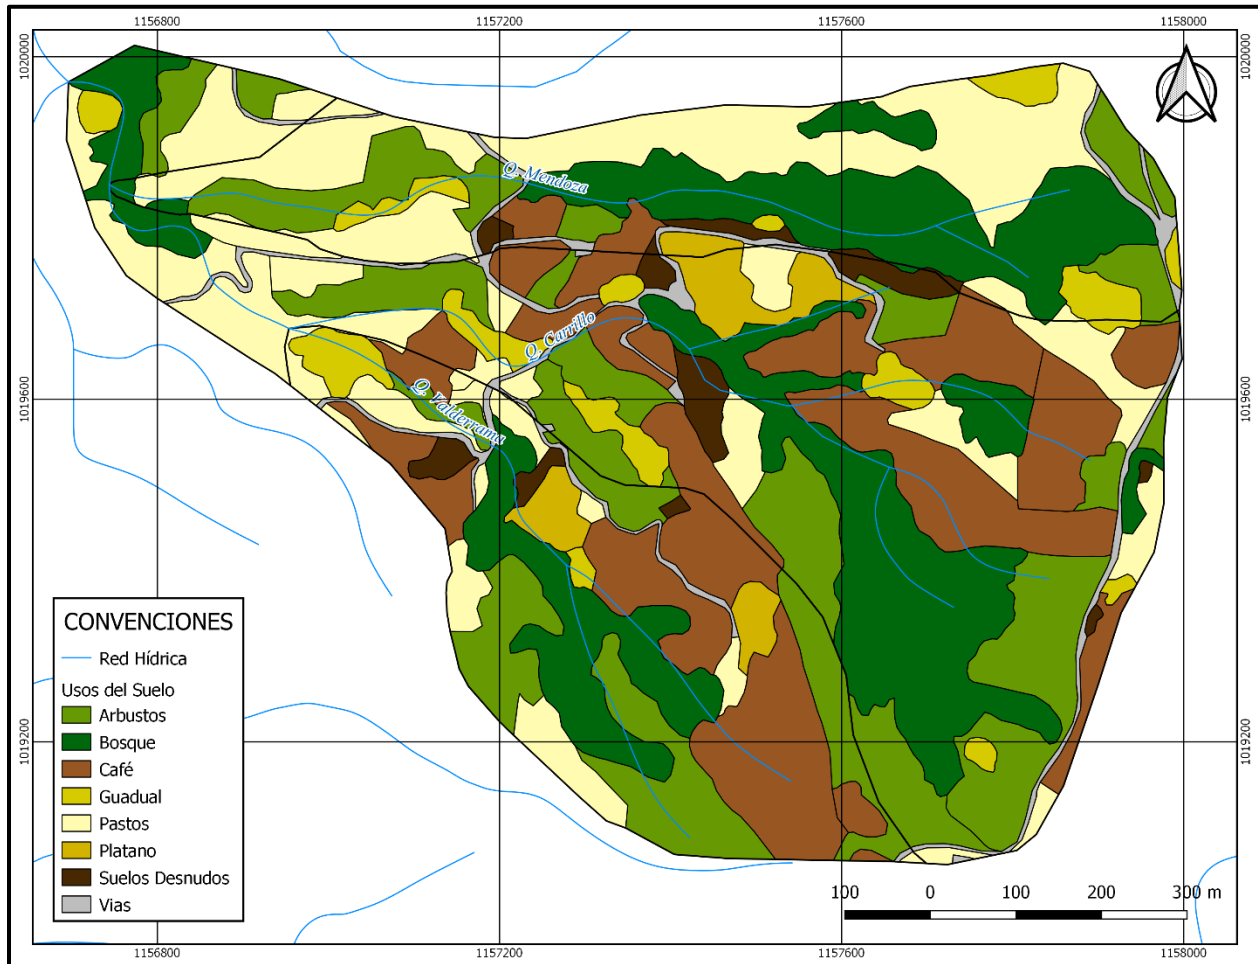 1156800 1157200 1157600 1158000
1020000 1020000
Q. Mendoza
Q. Carrillo
1019600 1019600
Q. Valderrama
CONVENCIONES
Red Hídrica
Usos del Suelo
Arbustos
Bosque
Café
Guadual
Pastos
Platano
Suelos Desnudos
Vias
1019200 1019200
100 0 100 200 300 m
1156800 1157200 1157600 1158000